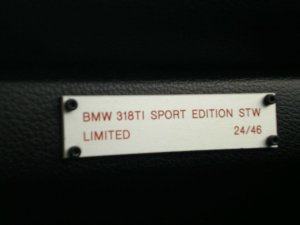 BMW 318TI SPORT EDITION STW
LIMITED 24/46